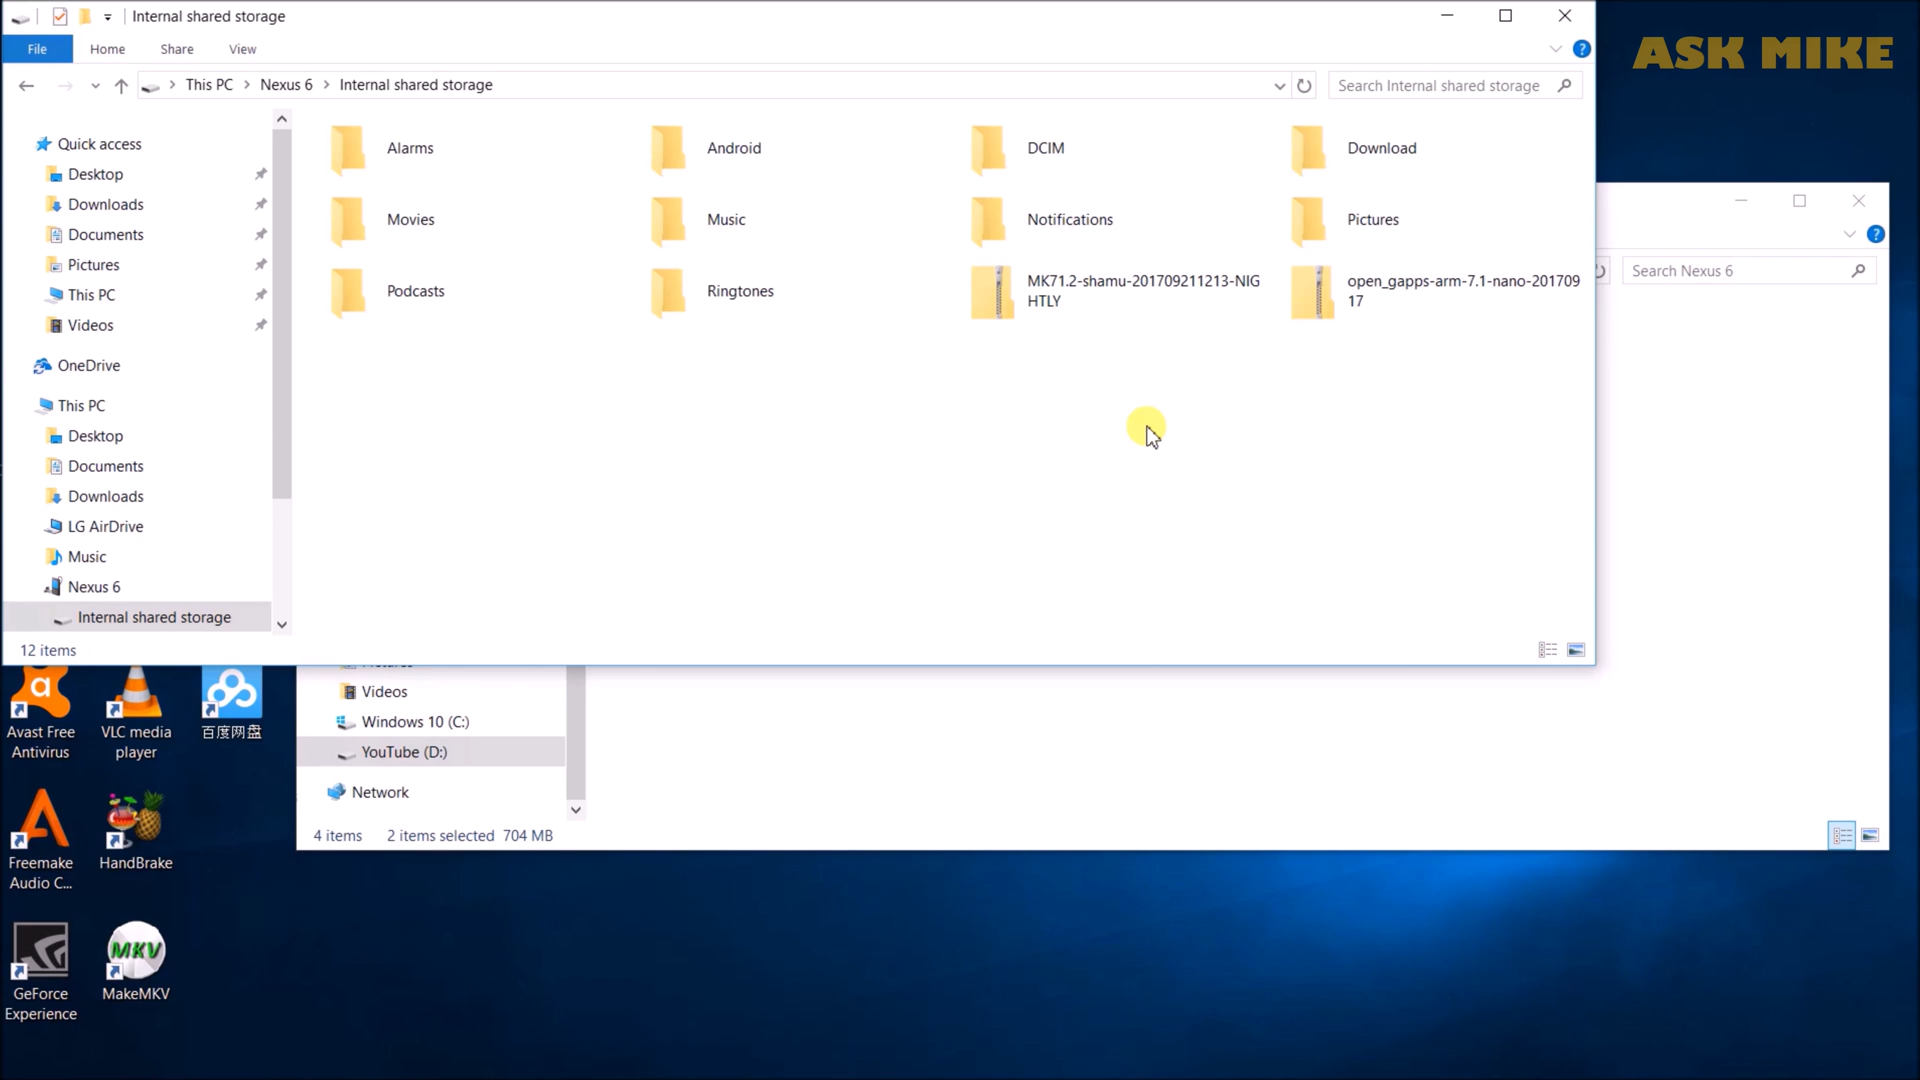 Internal shared storage
ASK MIKE
File Home Share View
This PC Nexus 6 Internal shared storage
Search Internal shared storage
Quick access
Desktop
Downloads
Documents
Pictures
This PC
Videos
OneDrive
This PC
Desktop
Documents
Downloads
LG AirDrive
Music
Nexus 6
Internal shared storage
Alarms
Android
DCIM
Download
Movies
Music
Notifications
Pictures
Podcasts
Ringtones
MK71.2-shamu-201709211213-NIG
HTLY
open_gapps-arm-7.1-nano-201709
17
12 items
Search Nexus 6
Videos
Windows 10 (C:)
YouTube (D:)
Network
4 items 2 items selected 704 MB
Avast Free
Antivirus
VLC media
player
百度网盘
Freemake
Audio C...
HandBrake
GeForce
Experience
MKV
MakeMKV